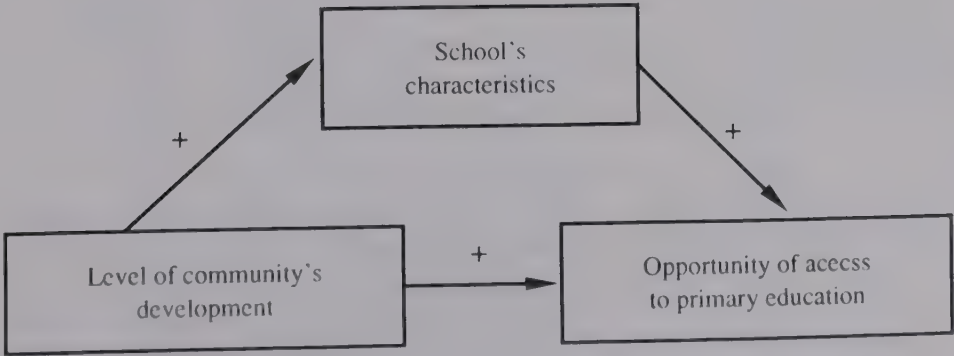 School's
characteristics
+
+
Level of community's
development
+
Opportunity of acecss
to primary education